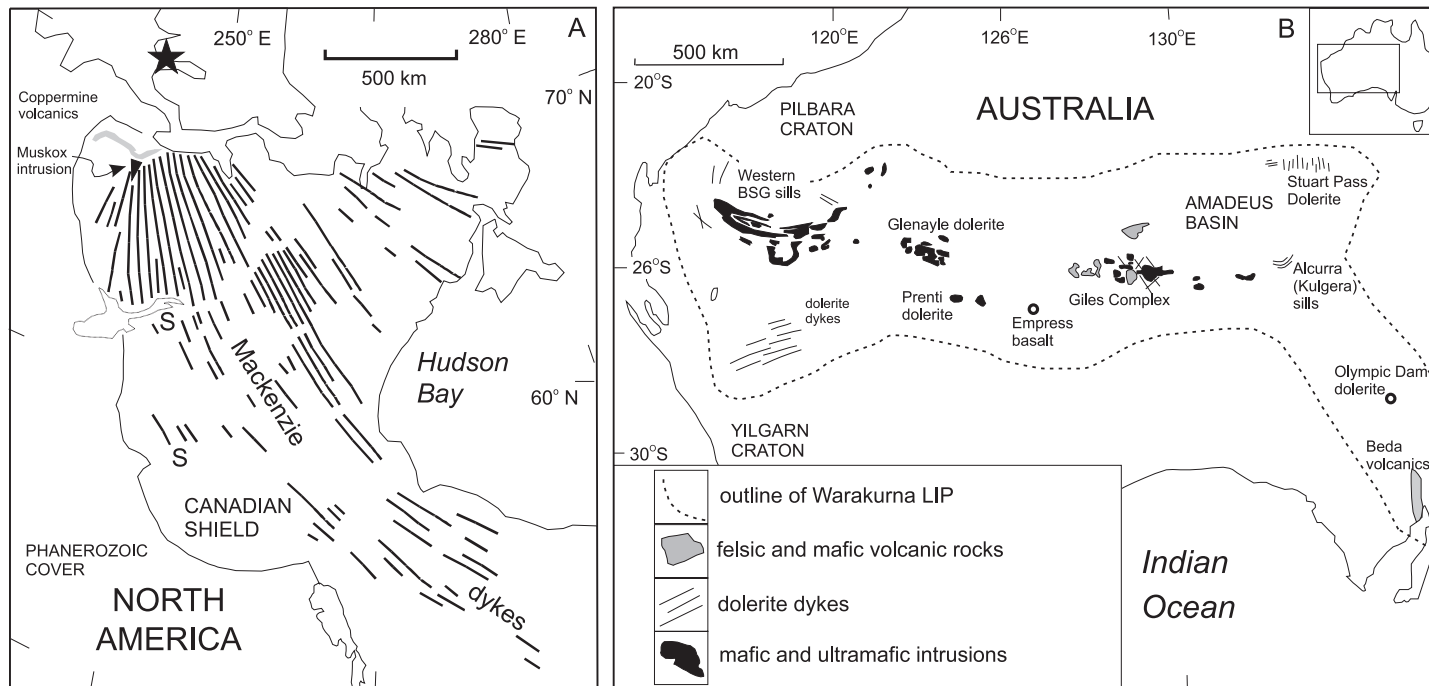 250° E
280° E
A
500 km
70° N
Coppermine
volcanics
Muskox
intrusion
S
Mackenzie
Hudson
Bay
60° N
S
CANADIAN
SHIELD
PHANEROZOIC
COVER
NORTH
AMERICA
dykes
500 km
120°E
126°E
130°E
B
20°S
PILBARA
CRATON
AUSTRALIA
Western
BSG sills
Stuart Pass
Dolerite
AMADEUS
BASIN
Glenayle dolerite
26°S
Giles Complex
Alcurra
(Kulgera)
sills
Prenti
dolerite
dolerite
dykes
Empress
basalt
Olympic Dam
dolerite
YILGARN
CRATON
30°S
Beda
volcanics
outline of Warakurna LIP
felsic and mafic volcanic rocks
dolerite dykes
mafic and ultramafic intrusions
Indian
Ocean